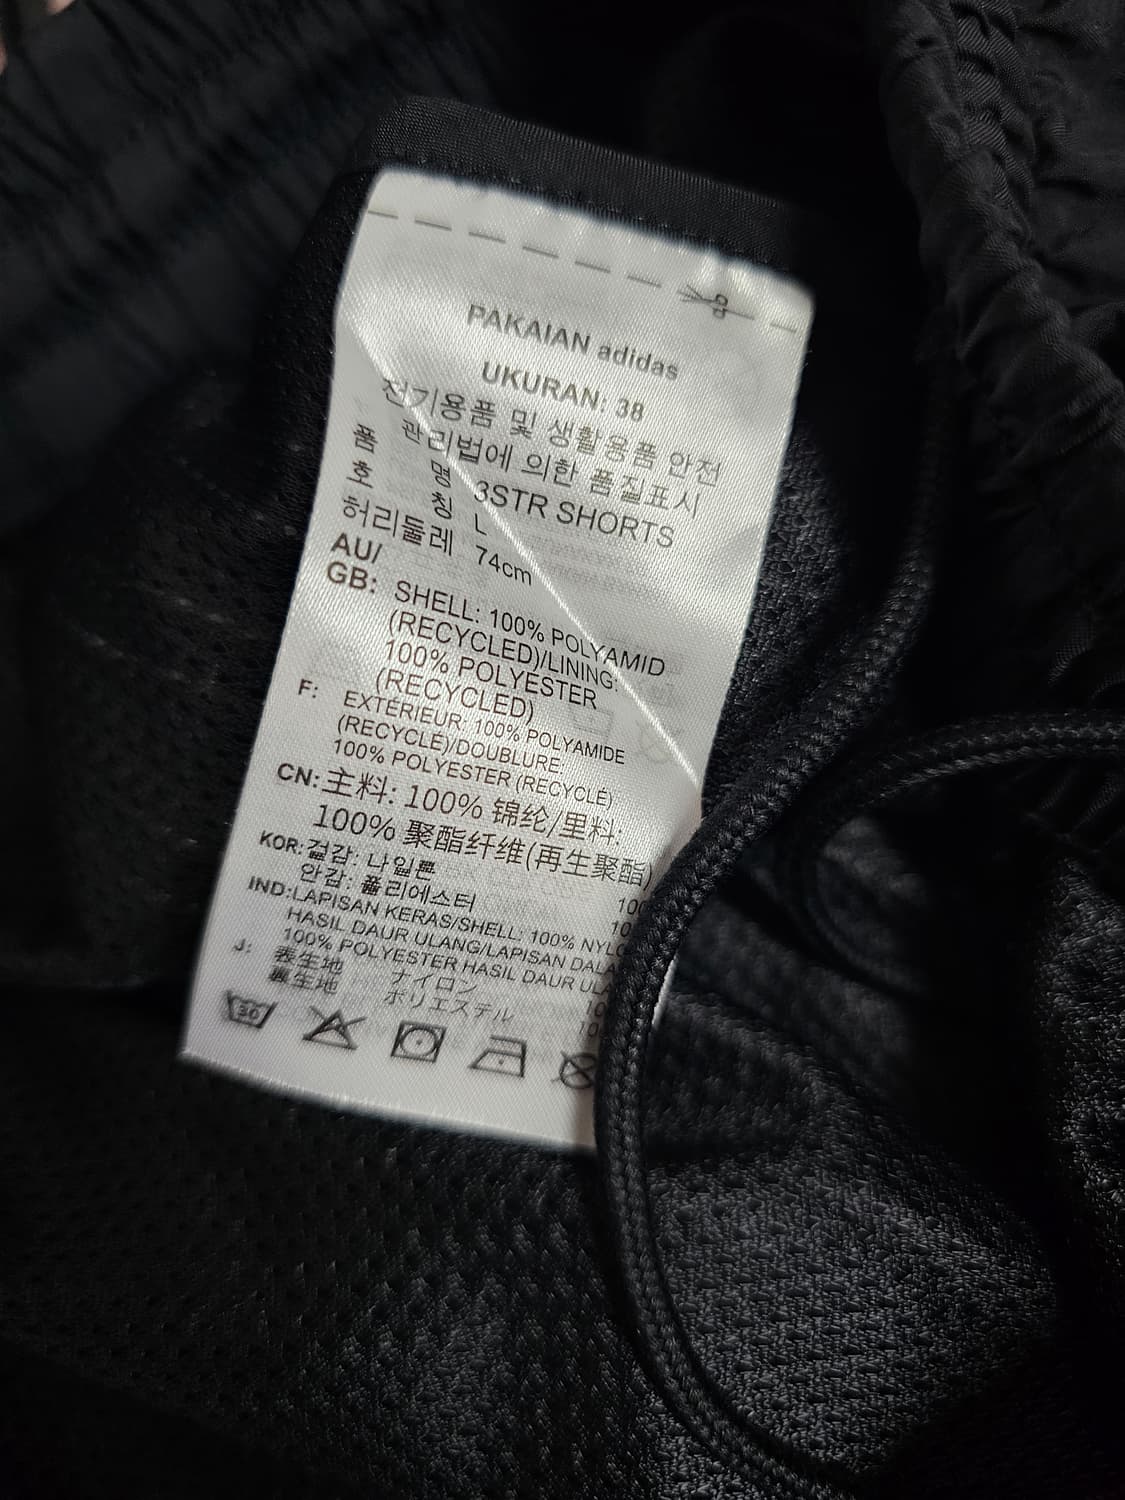 PAKAIAN adidas
UKURAN: 38
전기용품 및 생활용품 안전
관리법에 의한 품질표시
품 명 3STR SHORTS
호 칭 L
허리둘레 74cm
AU/
GB: SHELL: 100% POLYAMID
(RECYCLED)/LINING:
100% POLYESTER
(RECYCLED)
F: EXTÉRIEUR: 100% POLYAMIDE
(RECYCLÉ)/DOUBLURE:
100% POLYESTER (RECYCLÉ)
CN: 主料: 100% 锦纶/里料:
100% 聚酯纤维(再生聚酯)
KOR: 겉감: 나일론
안감: 폴리에스터
IND: LAPISAN KERAS/SHELL: 100%
HASIL DAUR ULANG/LAPISAN
100% POLYESTER HASIL DAUR
J: 表生地 ナイロン
裏生地 ポリエステル
30